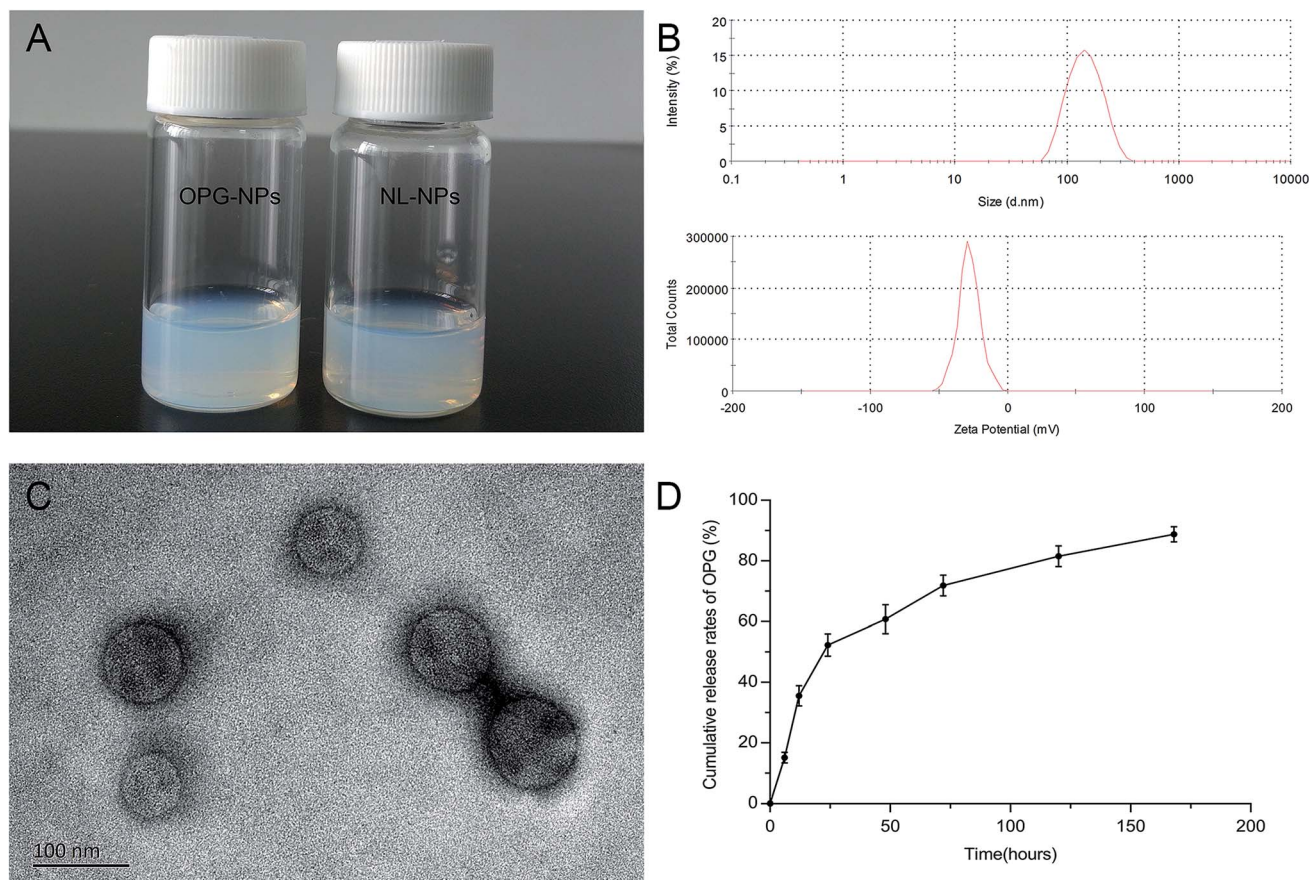 A
OPG-NPs
NL-NPs
B
20
15
10
5
0
Intensity (%)
0.1
1
10
100
1000
10000
Size (d.nm)
300000
200000
100000
0
Total Counts
-200
-100
0
100
200
Zeta Potential (mV)
C
100 nm
D
100
80
60
40
20
0
Cumulative release rates of OPG (%)
0
50
100
150
200
Time(hours)